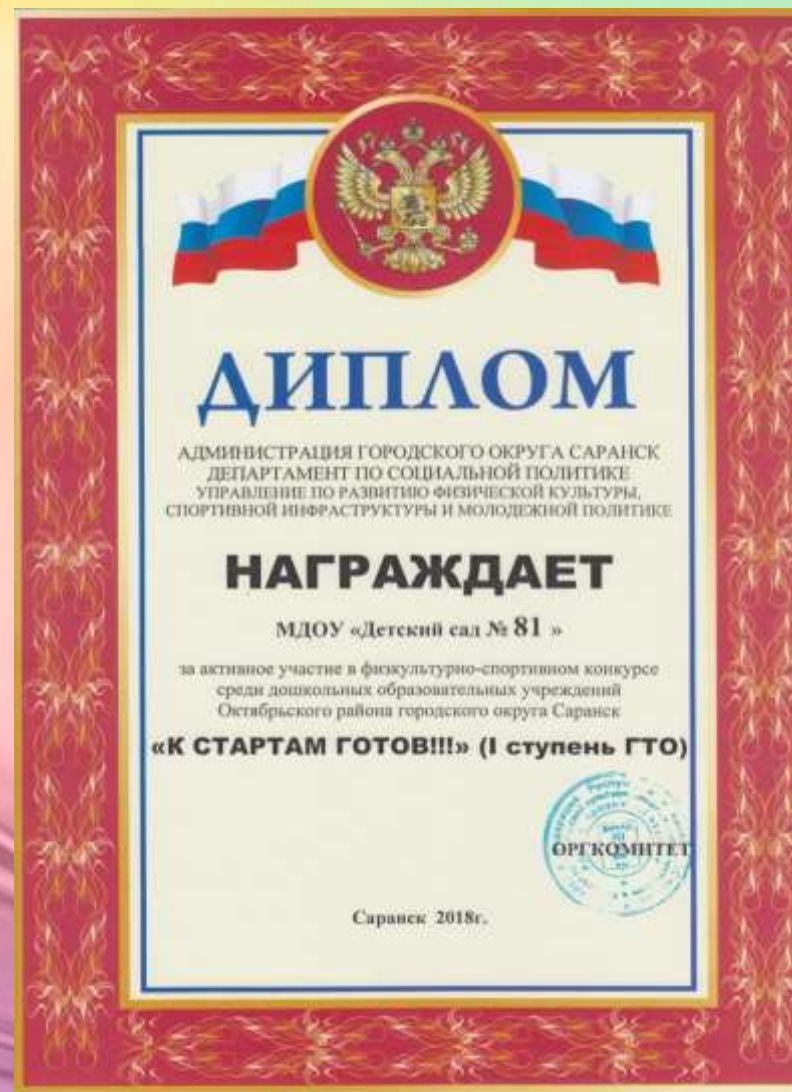 ДИПЛОМ
АДМИНИСТРАЦИЯ ГОРОДСКОГО ОКРУГА САРАНСК
ДЕПАРТАМЕНТ ПО СОЦИАЛЬНОЙ ПОЛИТИКЕ
УПРАВЛЕНИЕ ПО РАЗВИТИЮ ФИЗИЧЕСКОЙ КУЛЬТУРЫ,
СПОРТИВНОЙ ИНФРАСТРУКТУРЫ И МОЛОДЕЖНОЙ ПОЛИТИКЕ
НАГРАЖДАЕТ
МДОУ «Детский сад № 81 »
за активное участие в физкультурно-спортивном конкурсе
среди дошкольных образовательных учреждений
Октябрьского района городского округа Саранск
«К СТАРТАМ ГОТОВ!!!» (I ступень ГТО)
ОРГКОМИТЕТ
Саранск 2018г.